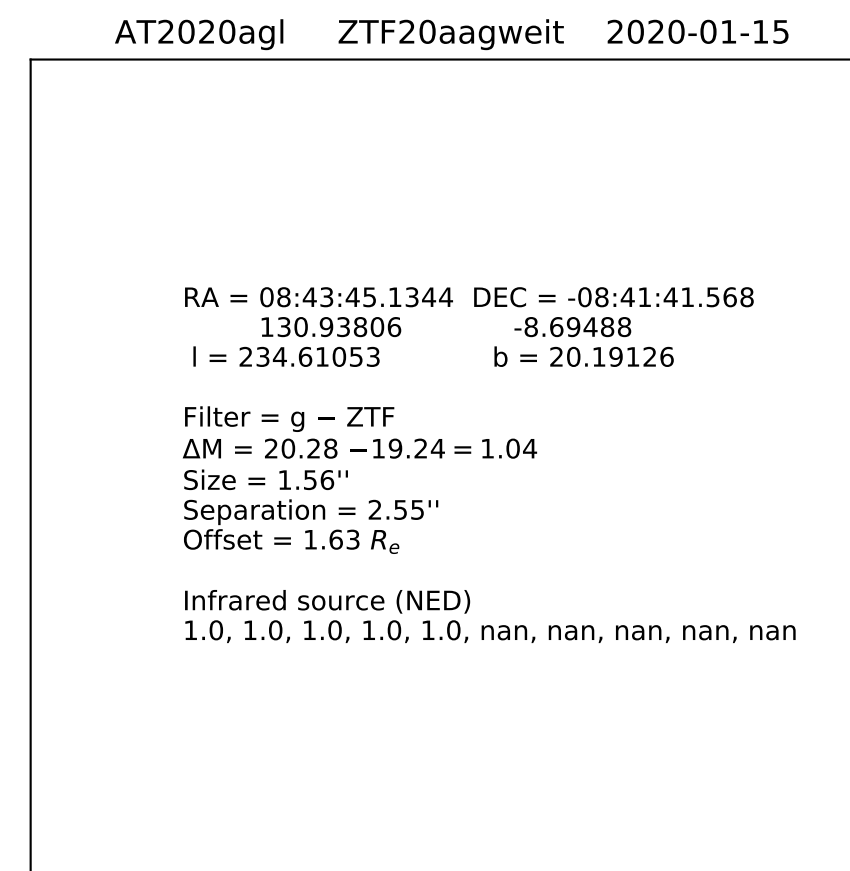 AT2020agl ZTF20aagweit 2020-01-15
RA = 08:43:45.1344 DEC = -08:41:41.568
130.93806 -8.69488
l = 234.61053 b = 20.19126
Filter = g − ZTF
ΔM = 20.28 −19.24 = 1.04
Size = 1.56''
Separation = 2.55''
Offset = 1.63 Rₑ
Infrared source (NED)
1.0, 1.0, 1.0, 1.0, 1.0, nan, nan, nan, nan, nan